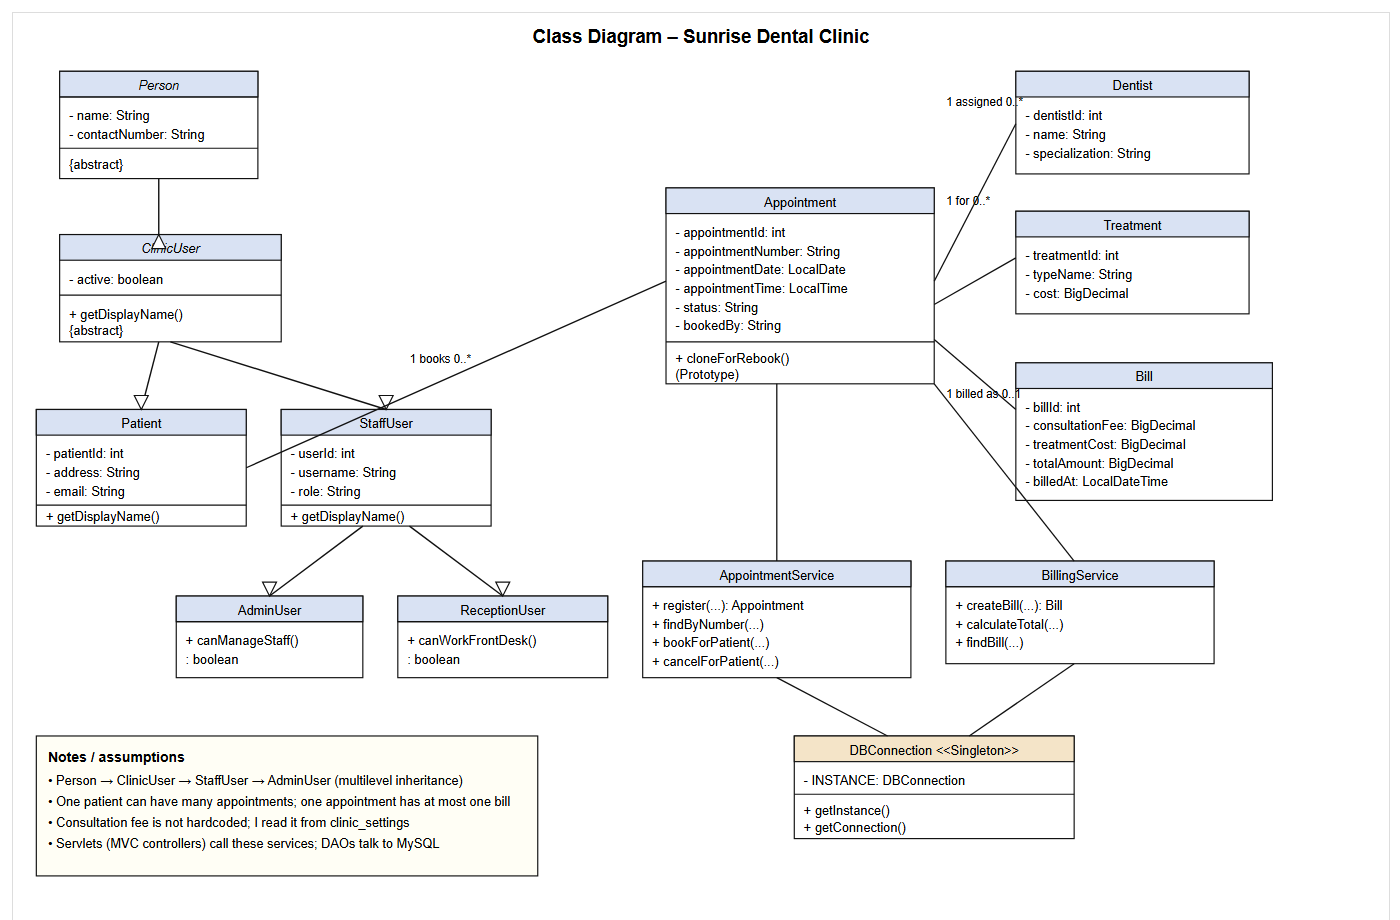 Class Diagram – Sunrise Dental Clinic
Person
- name: String
- contactNumber: String
{abstract}
ClinicUser
- active: boolean
+ getDisplayName()
{abstract}
Patient
- patientId: int
- address: String
- email: String
+ getDisplayName()
StaffUser
- userId: int
- username: String
- role: String
+ getDisplayName()
AdminUser
+ canManageStaff()
: boolean
ReceptionUser
+ canWorkFrontDesk()
: boolean
1 books 0..*
Appointment
- appointmentId: int
- appointmentNumber: String
- appointmentDate: LocalDate
- appointmentTime: LocalTime
- status: String
- bookedBy: String
+ cloneForRebook()
(Prototype)
1 assigned 0..*
Dentist
- dentistId: int
- name: String
- specialization: String
1 for 0..*
Treatment
- treatmentId: int
- typeName: String
- cost: BigDecimal
1 billed as 0..1
Bill
- billId: int
- consultationFee: BigDecimal
- treatmentCost: BigDecimal
- totalAmount: BigDecimal
- billedAt: LocalDateTime
AppointmentService
+ register(...): Appointment
+ findByNumber(...)
+ bookForPatient(...)
+ cancelForPatient(...)
BillingService
+ createBill(...): Bill
+ calculateTotal(...)
+ findBill(...)
DBConnection <<Singleton>>
- INSTANCE: DBConnection
+ getInstance()
+ getConnection()
Notes / assumptions
• Person → ClinicUser → StaffUser → AdminUser (multilevel inheritance)
• One patient can have many appointments; one appointment has at most one bill
• Consultation fee is not hardcoded; I read it from clinic_settings
• Servlets (MVC controllers) call these services; DAOs talk to MySQL